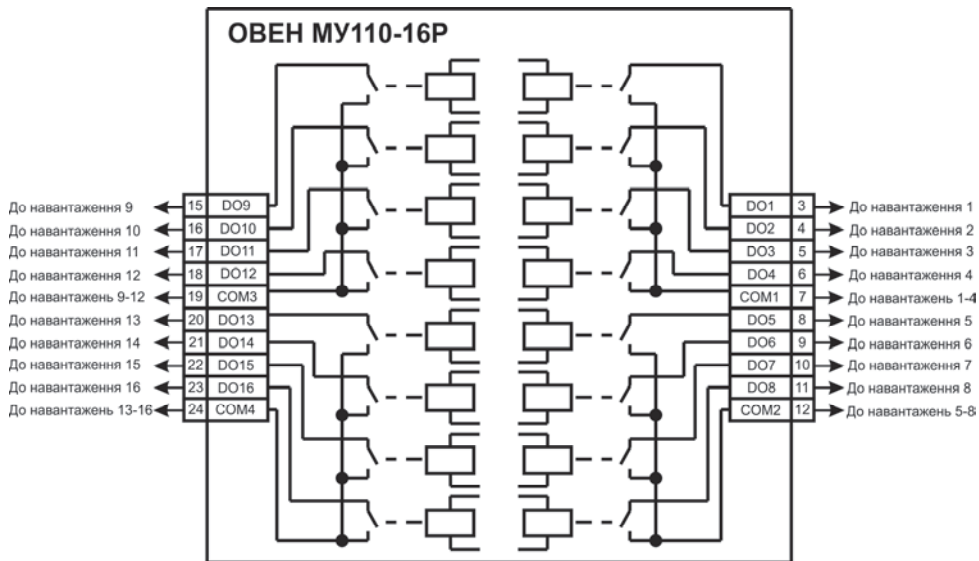 ОВЕН МУ110-16Р
До навантаження 9 15 DO9
До навантаження 10 16 DO10
До навантаження 11 17 DO11
До навантаження 12 18 DO12
До навантажень 9-12 19 COM3
До навантаження 13 20 DO13
До навантаження 14 21 DO14
До навантаження 15 22 DO15
До навантаження 16 23 DO16
До навантажень 13-16 24 COM4
DO1 3 До навантаження 1
DO2 4 До навантаження 2
DO3 5 До навантаження 3
DO4 6 До навантаження 4
COM1 7 До навантажень 1-4
DO5 8 До навантаження 5
DO6 9 До навантаження 6
DO7 10 До навантаження 7
DO8 11 До навантаження 8
COM2 12 До навантажень 5-8